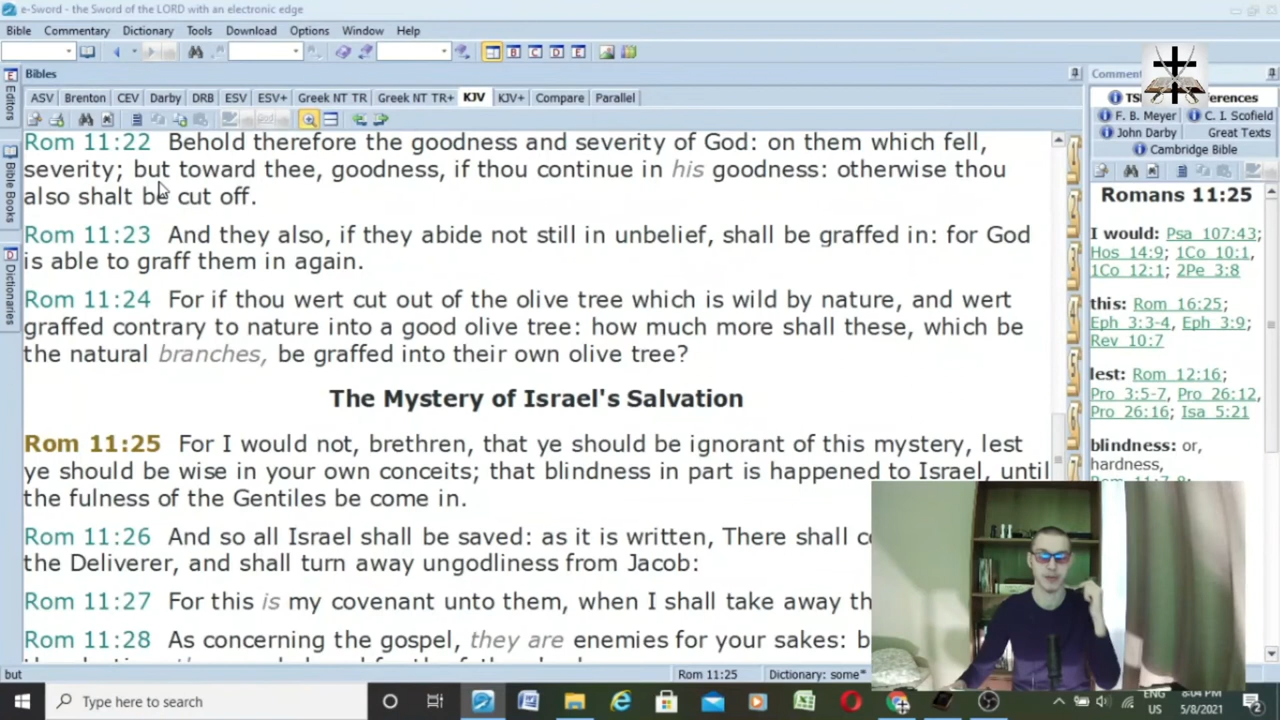 e-Sword - the Sword of the LORD with an electronic edge
Bible Commentary Dictionary Tools Download Options Window Help
B C D E
Bibles
ASV Brenton CEV Darby DRB ESV ESV+ Greek NT TR Greek NT TR+ KJV KJV+ Compare Parallel
Editors
Bible Books
Dictionaries
Rom 11:22 Behold therefore the goodness and severity of God: on them which fell,
severity; but toward thee, goodness, if thou continue in his goodness: otherwise thou
also shalt be cut off.
Rom 11:23 And they also, if they abide not still in unbelief, shall be graffed in: for God
is able to graff them in again.
Rom 11:24 For if thou wert cut out of the olive tree which is wild by nature, and wert
graffed contrary to nature into a good olive tree: how much more shall these, which be
the natural branches, be graffed into their own olive tree?
The Mystery of Israel's Salvation
Rom 11:25 For I would not, brethren, that ye should be ignorant of this mystery, lest
ye should be wise in your own conceits; that blindness in part is happened to Israel, until
the fulness of the Gentiles be come in.
Rom 11:26 And so all Israel shall be saved: as it is written, There shall
the Deliverer, and shall turn away ungodliness from Jacob:
Rom 11:27 For this is my covenant unto them, when I shall take away
Rom 11:28 As concerning the gospel, they are enemies for your sakes:
1
2
3
4
5
6
7
F. B. Meyer C. I. Scofield
John Darby Great Texts
Cambridge Bible
Romans 11:25
I would: Psa 107:43;
Hos 14:9; 1Co 10:1,
1Co 12:1; 2Pe 3:8
this: Rom 16:25;
Eph 3:3-4, Eph 3:9;
Rev 10:7
lest: Rom 12:16;
Pro 3:5-7, Pro 26:12,
Pro 26:16; Isa 5:21
blindness: or,
hardness,
but
Rom 11:25
Dictionary: some*
Type here to search
ENG
US
8:04 PM
5/8/2021
2